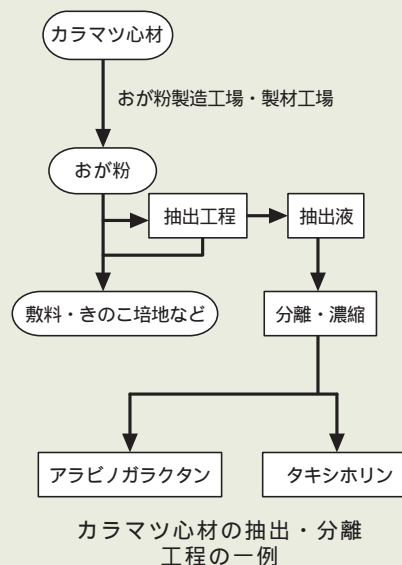 カラマツ心材
おが粉製造工場・製材工場
おが粉
抽出工程
抽出液
敷料・きのこ培地など
分離・濃縮
アラビノガラクタン
タキシホリン
カラマツ心材の抽出・分離
工程の一例